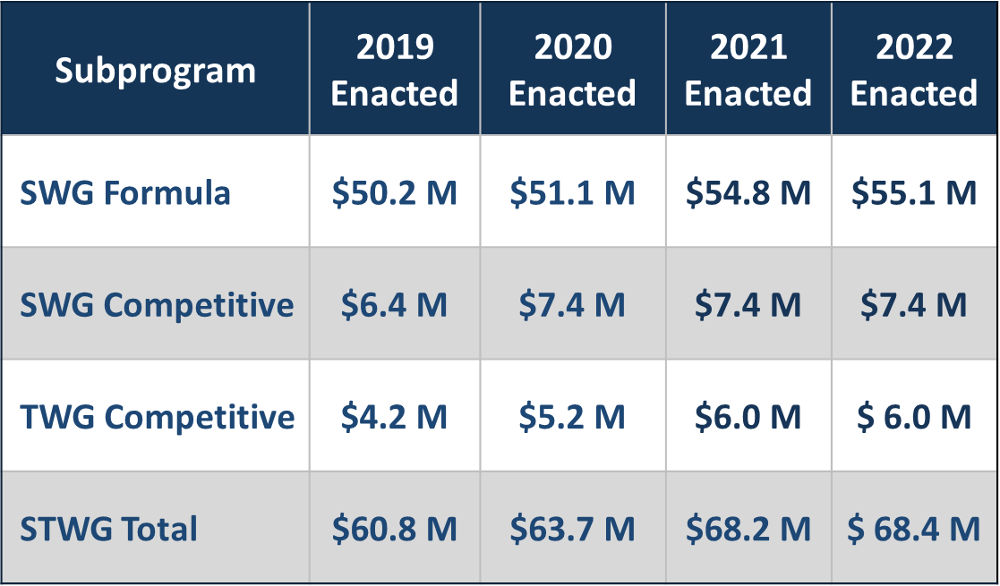 Subprogram 2019 Enacted 2020 Enacted 2021 Enacted 2022 Enacted
SWG Formula $50.2 M $51.1 M $54.8 M $55.1 M
SWG Competitive $6.4 M $7.4 M $7.4 M $7.4 M
TWG Competitive $4.2 M $5.2 M $6.0 M $ 6.0 M
STWG Total $60.8 M $63.7 M $68.2 M $ 68.4 M